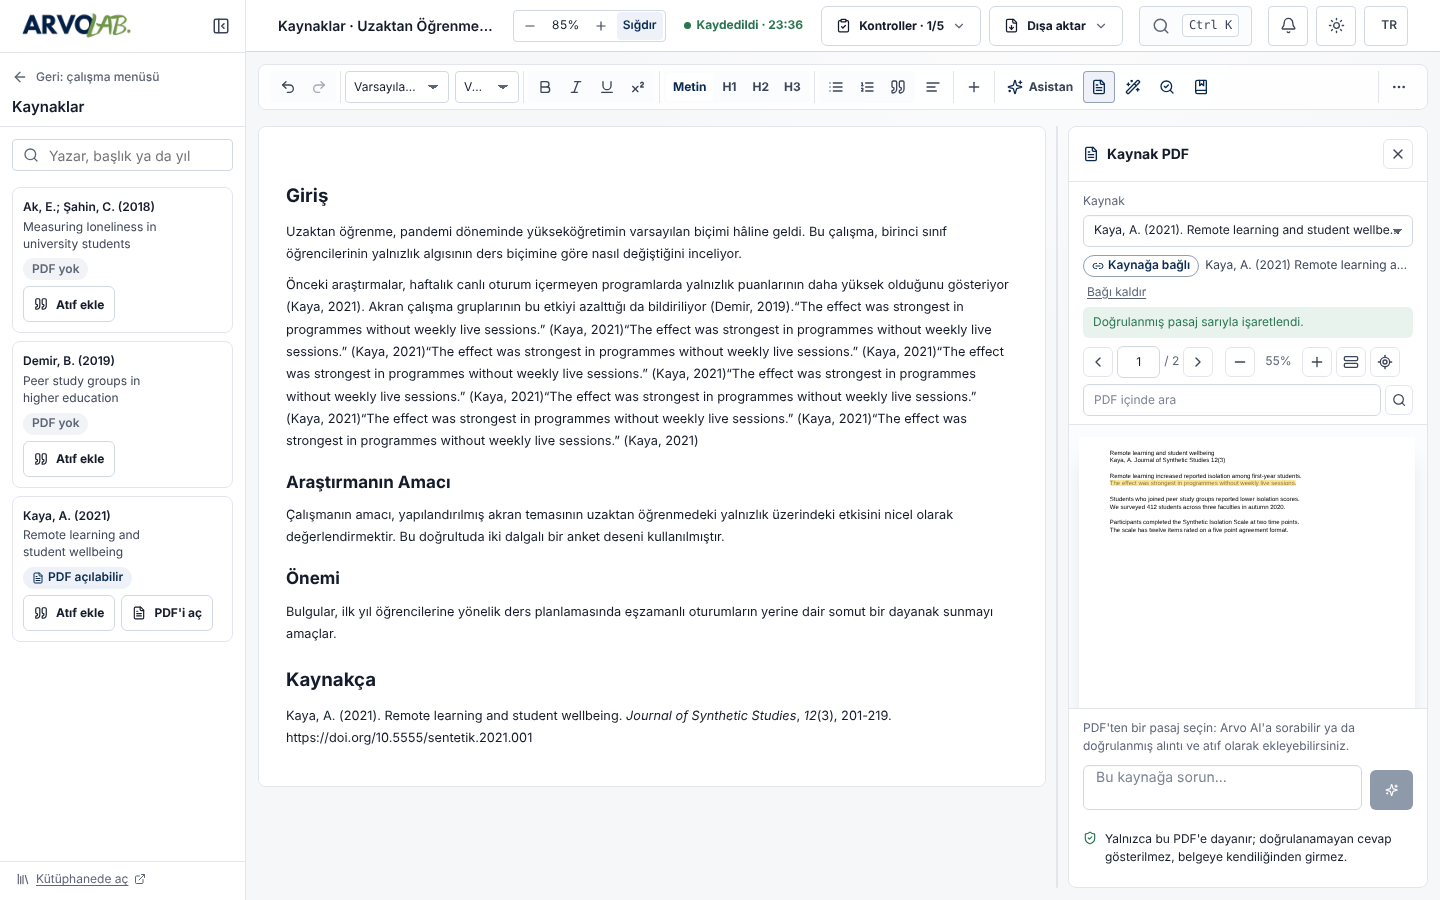 ARVOLAB.
Geri: çalışma menüsü
Kaynaklar
Yazar, başlık ya da yıl
Ak, E.; Şahin, C. (2018)
Measuring loneliness in
university students
PDF yok
Atıf ekle
Demir, B. (2019)
Peer study groups in
higher education
PDF yok
Atıf ekle
Kaya, A. (2021)
Remote learning and
student wellbeing
PDF açılabilir
Atıf ekle
PDF'i aç
Kütüphanede aç
Kaynaklar · Uzaktan Öğrenme...
85%
Sığdır
Kaydedildi · 23:36
Kontroller · 1/5
Dışa aktar
Ctrl K
TR
Varsayıla...
V...
B I U x²
Metin H1 H2 H3
Asistan
Giriş
Uzaktan öğrenme, pandemi döneminde yükseköğretimin varsayılan biçimi hâline geldi. Bu çalışma, birinci sınıf
öğrencilerinin yalnızlık algısının ders biçimine göre nasıl değiştiğini inceliyor.
Önceki araştırmalar, haftalık canlı oturum içermeyen programlarda yalnızlık puanlarının daha yüksek olduğunu gösteriyor
(Kaya, 2021). Akran çalışma gruplarının bu etkiyi azalttığı da bildiriliyor (Demir, 2019).“The effect was strongest in
programmes without weekly live sessions.” (Kaya, 2021)“The effect was strongest in programmes without weekly live
sessions.” (Kaya, 2021)“The effect was strongest in programmes without weekly live sessions.” (Kaya, 2021)“The effect
was strongest in programmes without weekly live sessions.” (Kaya, 2021)“The effect was strongest in programmes
without weekly live sessions.” (Kaya, 2021)“The effect was strongest in programmes without weekly live sessions.”
(Kaya, 2021)“The effect was strongest in programmes without weekly live sessions.” (Kaya, 2021)“The effect was
strongest in programmes without weekly live sessions.” (Kaya, 2021)
Araştırmanın Amacı
Çalışmanın amacı, yapılandırılmış akran temasının uzaktan öğrenmedeki yalnızlık üzerindeki etkisini nicel olarak
değerlendirmektir. Bu doğrultuda iki dalgalı bir anket deseni kullanılmıştır.
Önemi
Bulgular, ilk yıl öğrencilerine yönelik ders planlamasında eşzamanlı oturumların yerine dair somut bir dayanak sunmayı
amaçlar.
Kaynakça
Kaya, A. (2021). Remote learning and student wellbeing. Journal of Synthetic Studies, 12(3), 201-219.
https://doi.org/10.5555/sentetik.2021.001
Kaynak PDF
Kaynak
Kaya, A. (2021). Remote learning and student wellbe...
Kaynağa bağlı
Kaya, A. (2021) Remote learning a...
Bağı kaldır
Doğrulanmış pasaj sarıyla işaretlendi.
1 / 2
55%
PDF içinde ara
Remote learning and student wellbeing
Kaya, A. Journal of Synthetic Studies 12(3)
Remote learning increased reported isolation among first-year students.
The effect was strongest in programmes without weekly live sessions.
Students who joined peer study groups reported lower isolation scores.
We surveyed 412 students across three faculties in autumn 2020.
Participants completed the Synthetic Isolation Scale at two time points.
The scale has twelve items rated on a five point agreement format.
PDF'ten bir pasaj seçin: Arvo AI'a sorabilir ya da
doğrulanmış alıntı ve atıf olarak ekleyebilirsiniz.
Bu kaynağa sorun...
Yalnızca bu PDF'e dayanır; doğrulanamayan cevap
gösterilmez, belgeye kendiliğinden girmez.